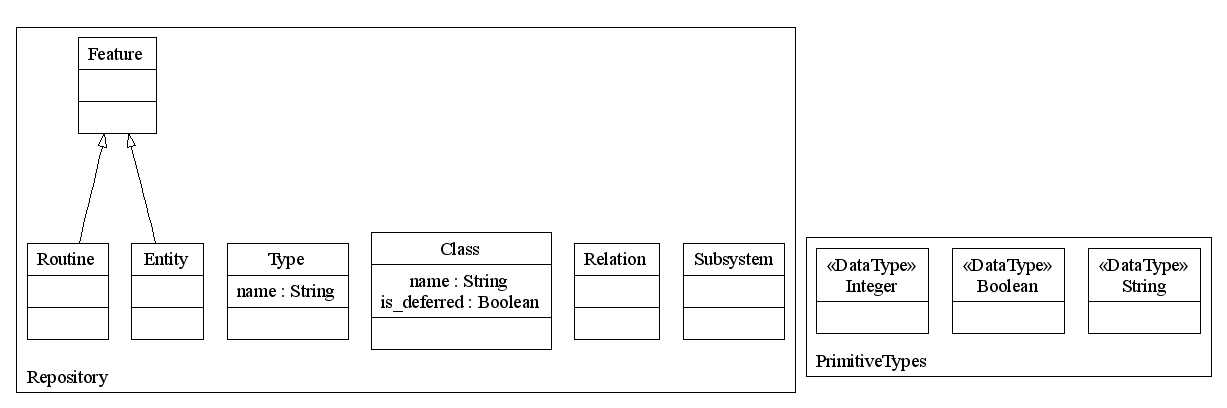 Feature
Routine
Entity
Type
name : String
Class
name : String
is_deferred : Boolean
Relation
Subsystem
Repository
«DataType»
Integer
«DataType»
Boolean
«DataType»
String
PrimitiveTypes